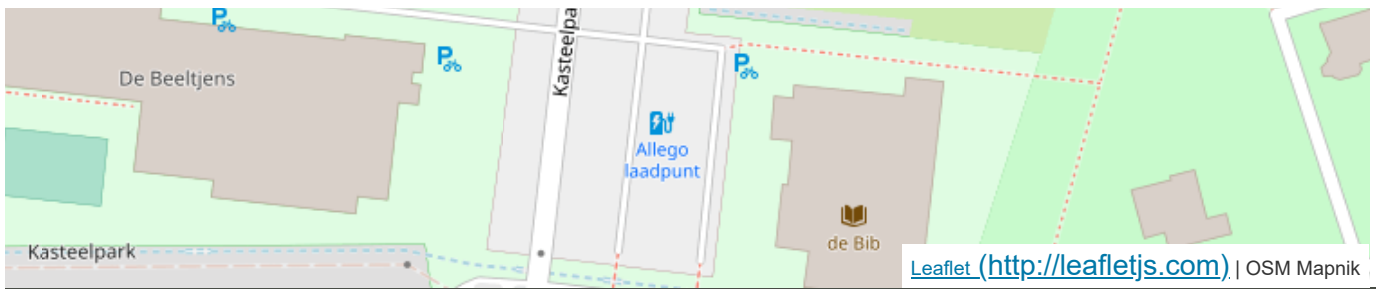 P
P
P
De Beeltjens
Kasteelpa
Allego
laadpunt
de Bib
Kasteelpark
Leaflet (http://leafletjs.com) | OSM Mapnik